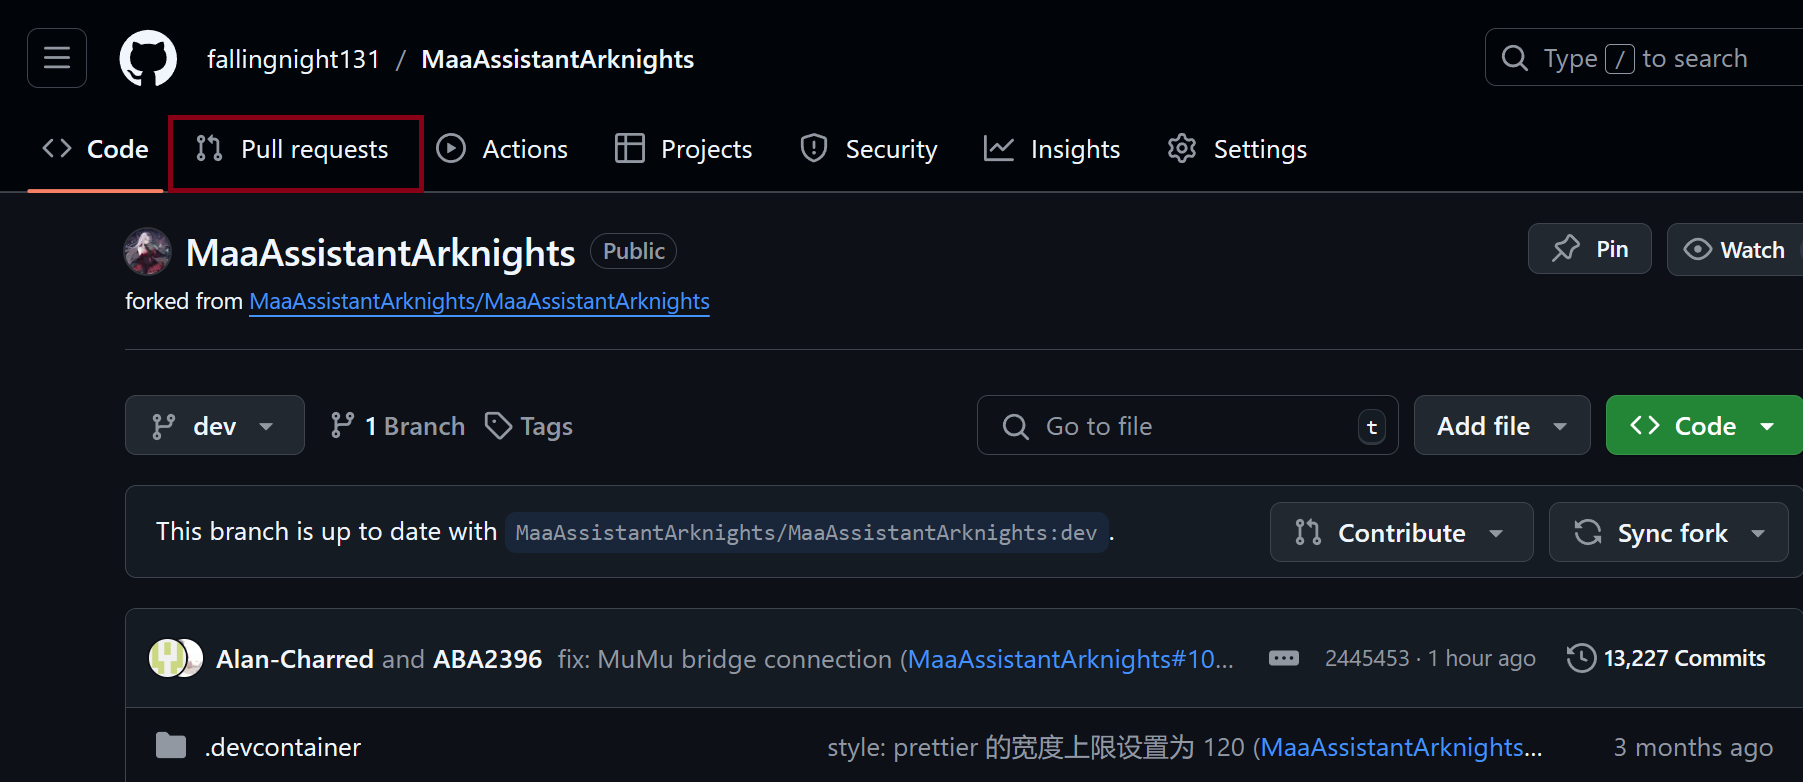 fallingnight131 / MaaAssistantArknights
Type / to search
Code Pull requests Actions Projects Security Insights Settings
MaaAssistantArknights Public
Pin Watch
forked from MaaAssistantArknights/MaaAssistantArknights
dev 1 Branch Tags Go to file t Add file Code
This branch is up to date with MaaAssistantArknights/MaaAssistantArknights:dev . Contribute Sync fork
Alan-Charred and ABA2396 fix: MuMu bridge connection (MaaAssistantArknights#10... 2445453 · 1 hour ago 13,227 Commits
.devcontainer style: prettier 的宽度上限设置为 120 (MaaAssistantArknights... 3 months ago